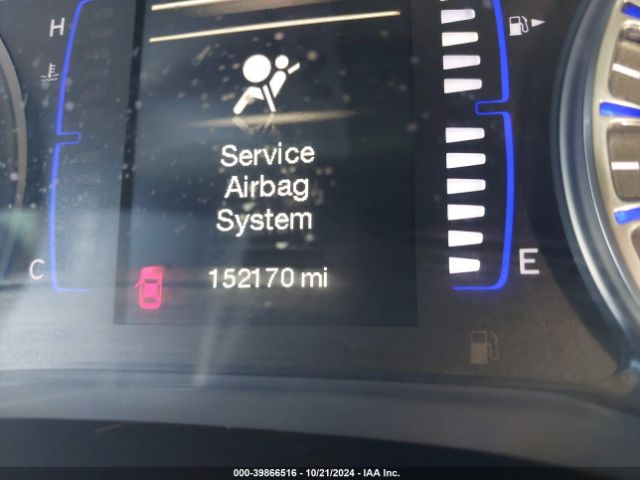 H
Service
Airbag
System
152170 mi
C
E
000-39866516 - 10/21/2024 - IAA Inc.